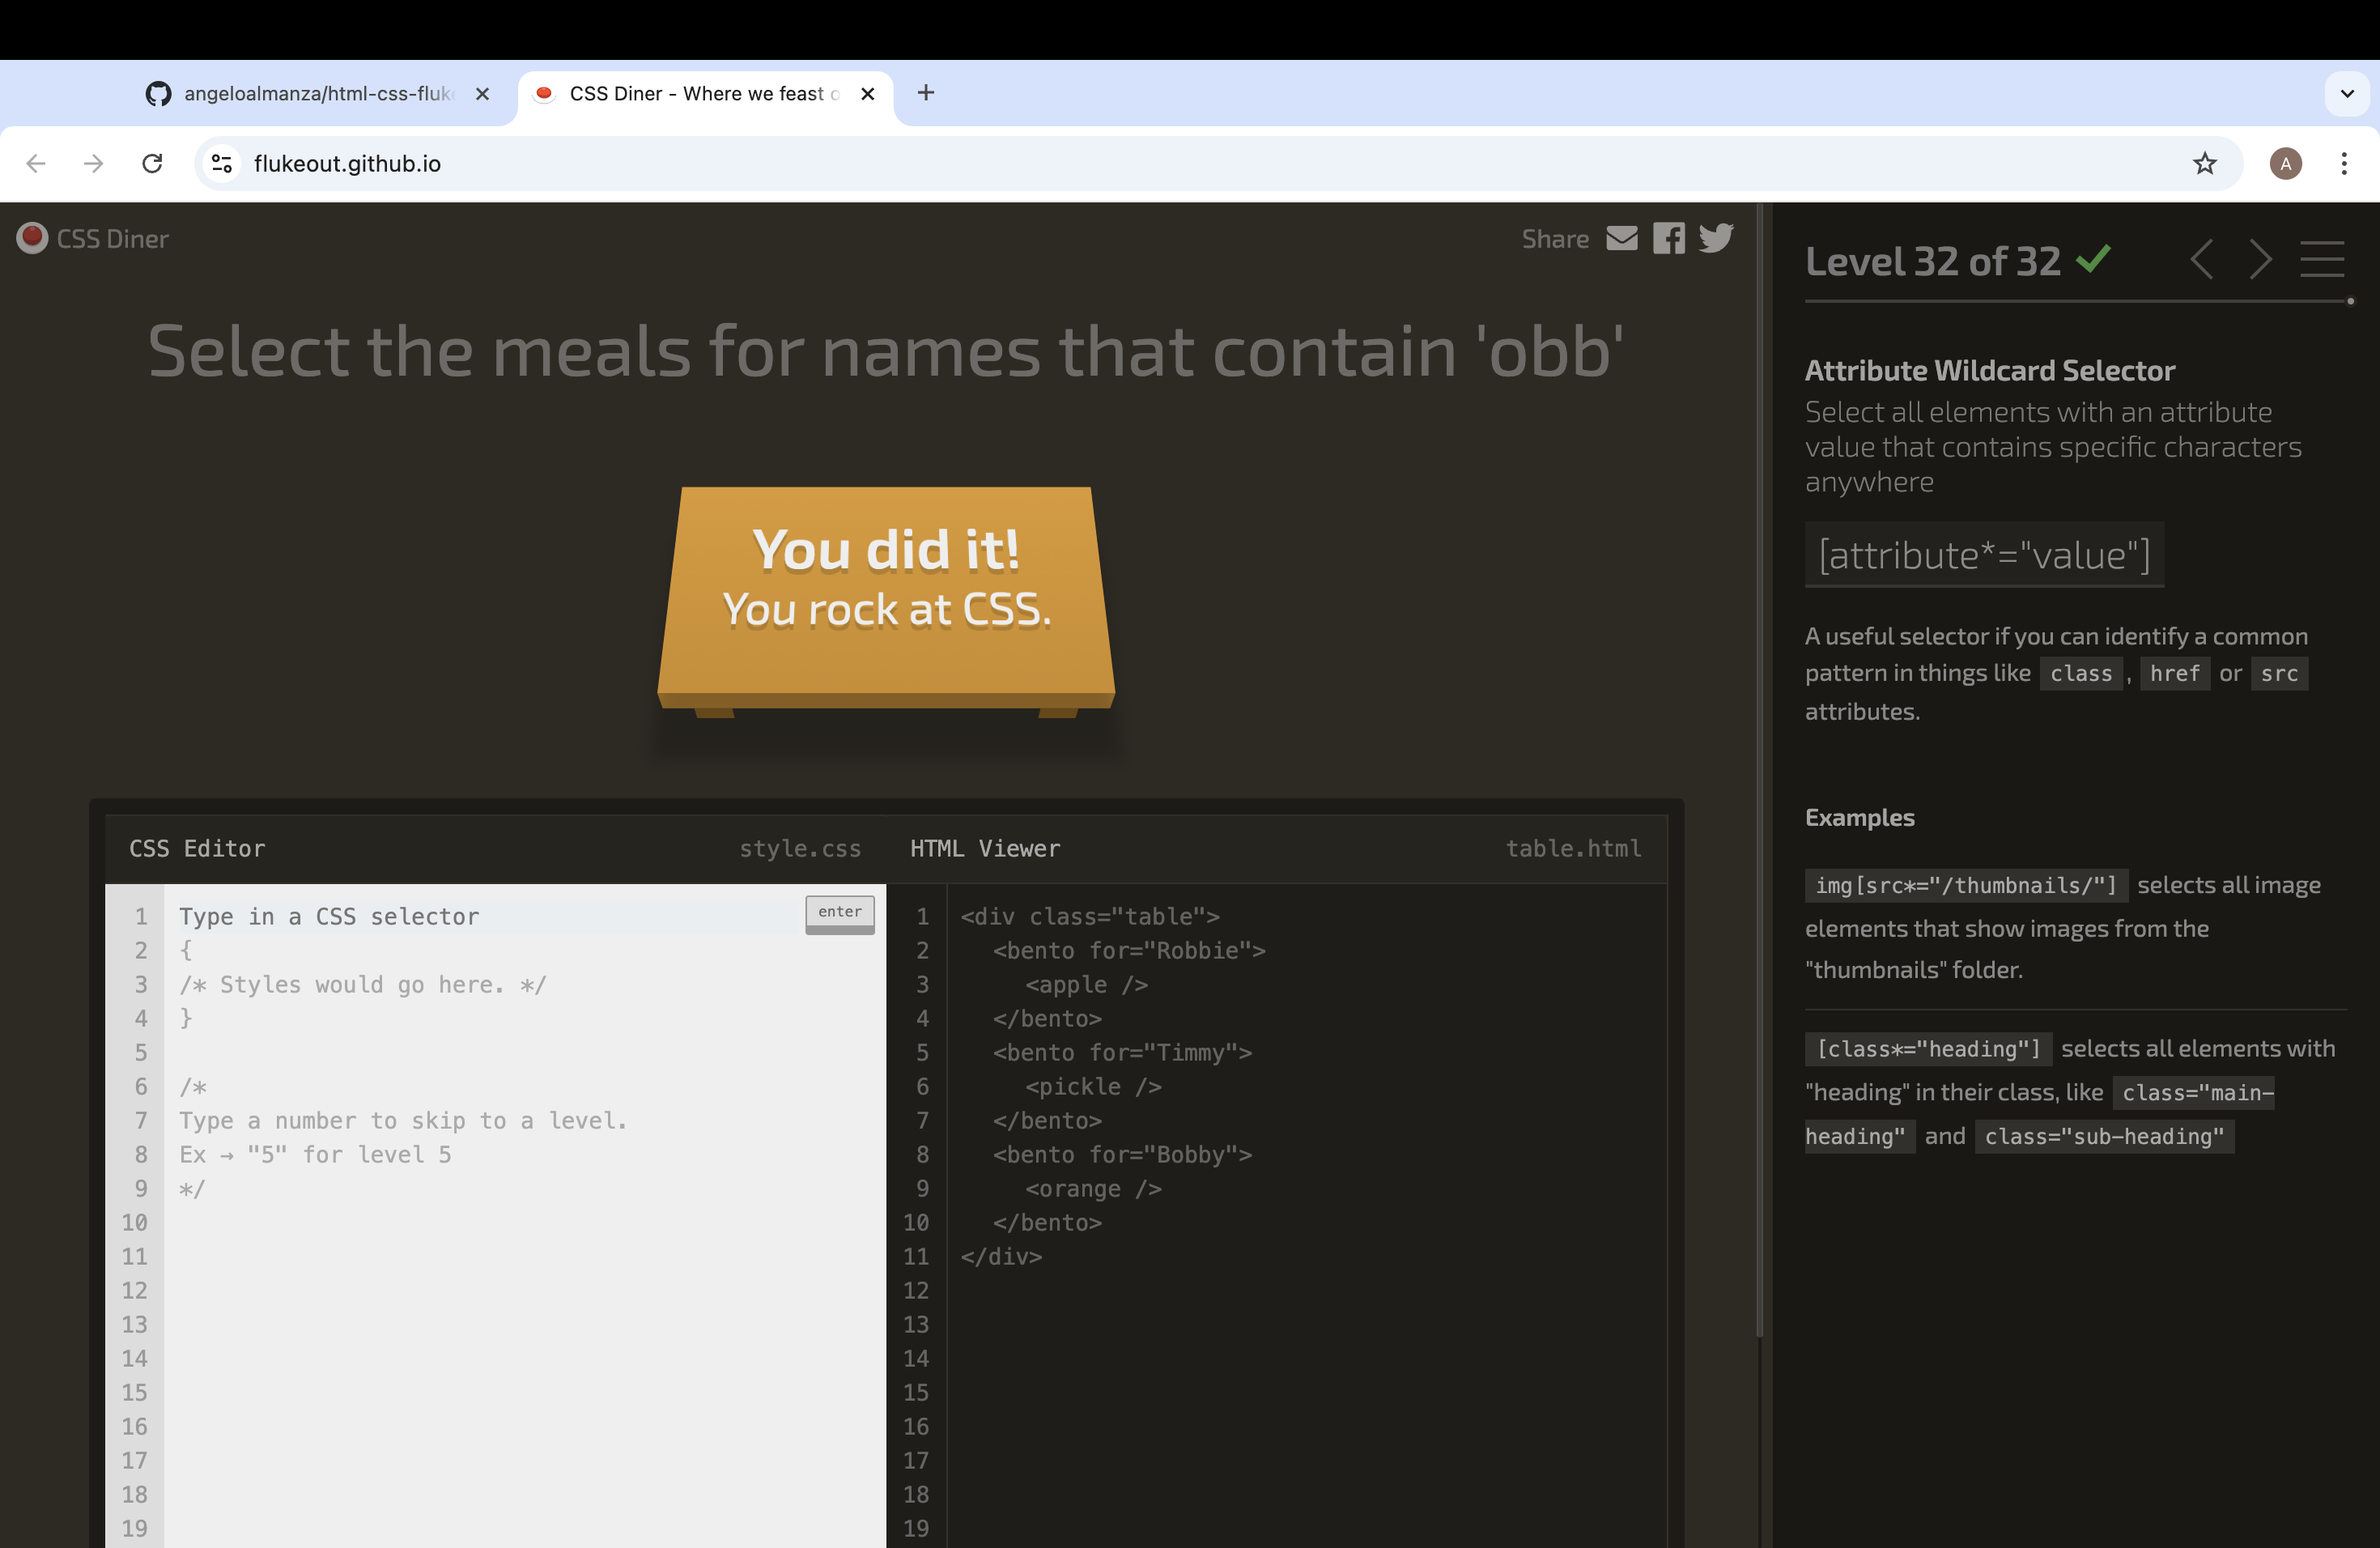 angeloalmanza/html-css-fluk
CSS Diner - Where we feast o
flukeout.github.io
A
CSS Diner
Share
Select the meals for names that contain 'obb'
You did it!
You rock at CSS.
CSS Editor
style.css
1 Type in a CSS selector
enter
2 {
3 /* Styles would go here. */
4 }
5
6 /*
7 Type a number to skip to a level.
8 Ex → "5" for level 5
9 */
10
11
12
13
14
15
16
17
18
19
HTML Viewer
table.html
1 <div class="table">
2 <bento for="Robbie">
3 <apple />
4 </bento>
5 <bento for="Timmy">
6 <pickle />
7 </bento>
8 <bento for="Bobby">
9 <orange />
10 </bento>
11 </div>
12
13
14
15
16
17
18
19
Level 32 of 32
Attribute Wildcard Selector
Select all elements with an attribute
value that contains specific characters
anywhere
[attribute*="value"]
A useful selector if you can identify a common
pattern in things like class , href or src
attributes.
Examples
img[src*="/thumbnails/"] selects all image
elements that show images from the
"thumbnails" folder.
[class*="heading"] selects all elements with
"heading" in their class, like class="main-
heading" and class="sub-heading"